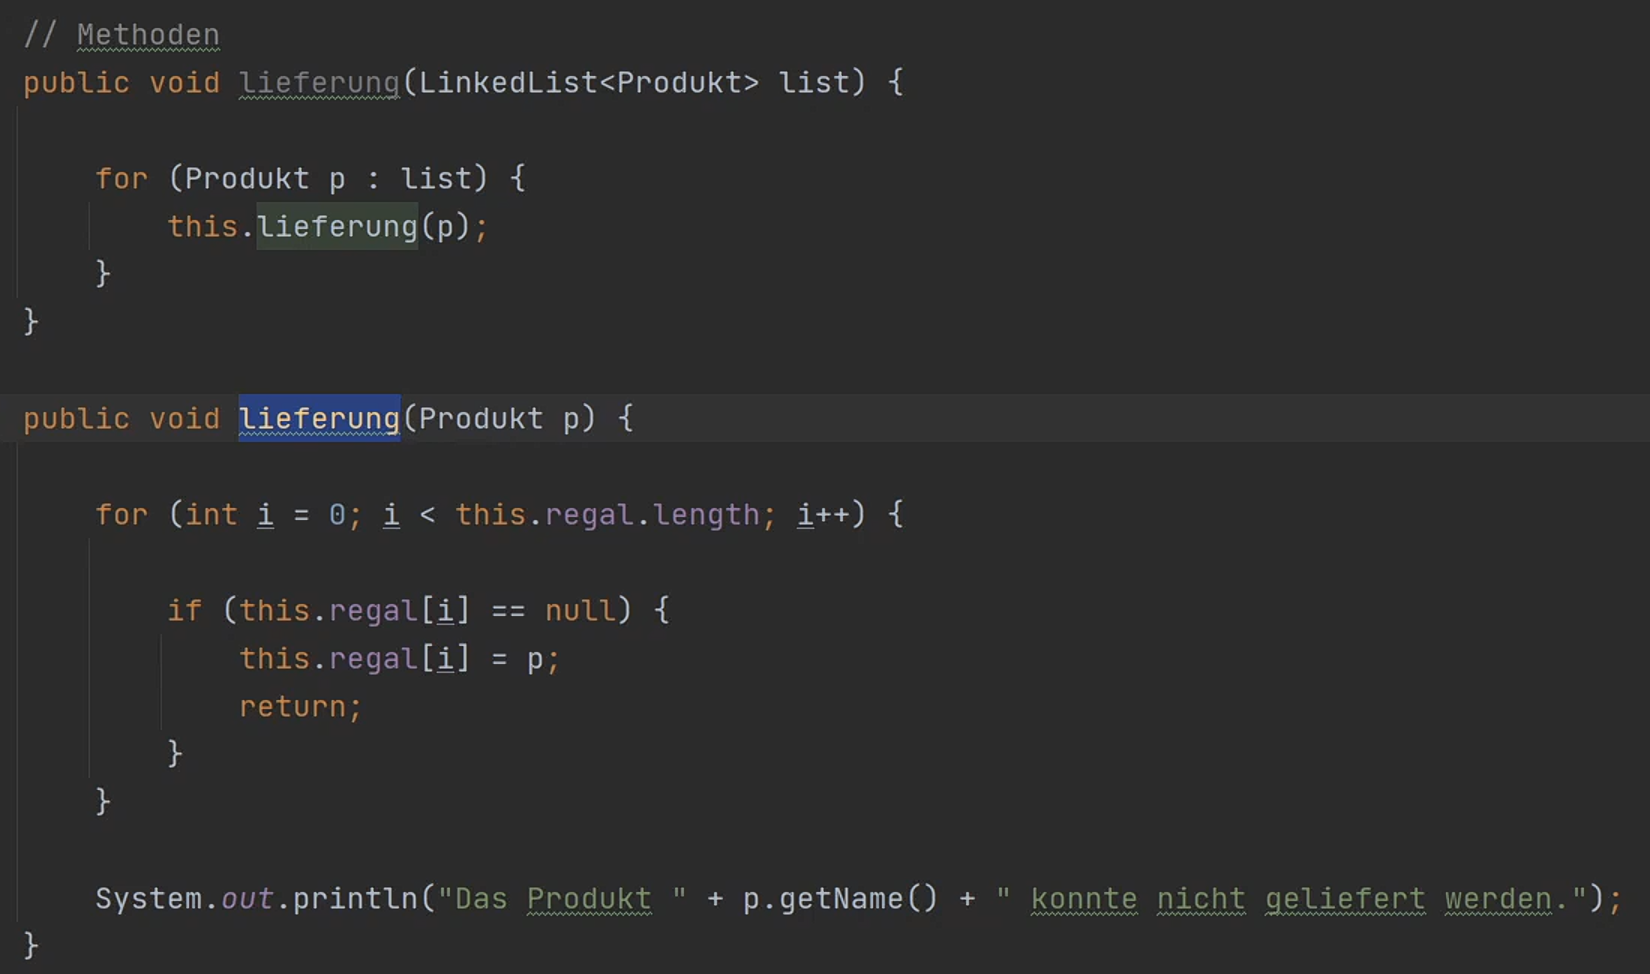 // Methoden
public void lieferung(LinkedList<Produkt> list) {
for (Produkt p : list) {
this.lieferung(p);
}
}
public void lieferung(Produkt p) {
for (int i = 0; i < this.regal.length; i++) {
if (this.regal[i] == null) {
this.regal[i] = p;
return;
}
}
System.out.println("Das Produkt " + p.getName() + " konnte nicht geliefert werden.");
}